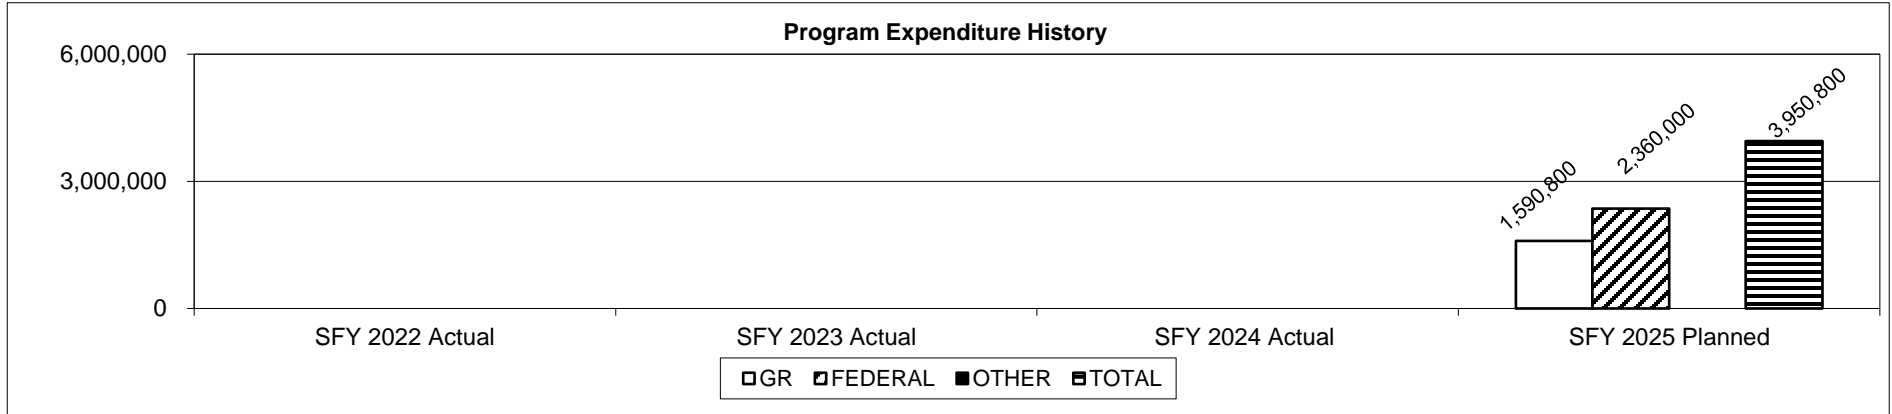 Program Expenditure History
6,000,000
3,000,000
0
1,590,800
2,360,000
3,950,800
SFY 2022 Actual SFY 2023 Actual SFY 2024 Actual SFY 2025 Planned
GR FEDERAL OTHER TOTAL